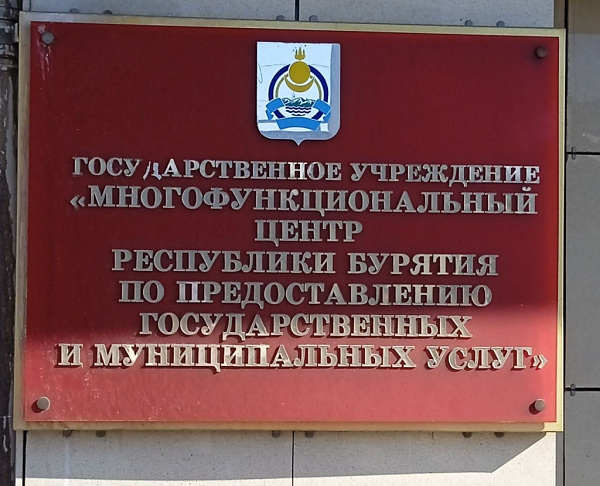 ГОСУДАРСТВЕННОЕ УЧРЕЖДЕНИЕ
«МНОГОФУНКЦИОНАЛЬНЫЙ
ЦЕНТР
РЕСПУБЛИКИ БУРЯТИЯ
ПО ПРЕДОСТАВЛЕНИЮ
ГОСУДАРСТВЕННЫХ
И МУНИЦИПАЛЬНЫХ УСЛУГ»